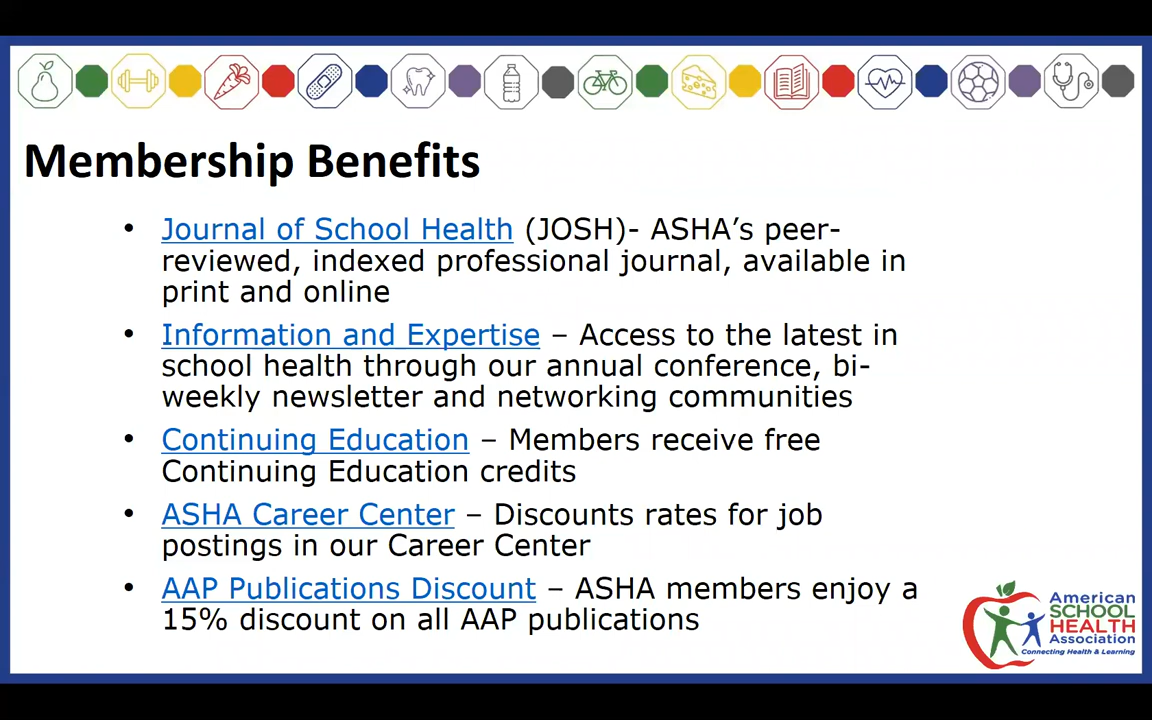 Membership Benefits
• Journal of School Health (JOSH)- ASHA’s peer-
reviewed, indexed professional journal, available in
print and online
• Information and Expertise – Access to the latest in
school health through our annual conference, bi-
weekly newsletter and networking communities
• Continuing Education – Members receive free
Continuing Education credits
• ASHA Career Center – Discounts rates for job
postings in our Career Center
• AAP Publications Discount – ASHA members enjoy a
15% discount on all AAP publications
American
SCHOOL
HEALTH
Association
Connecting Health & Learning